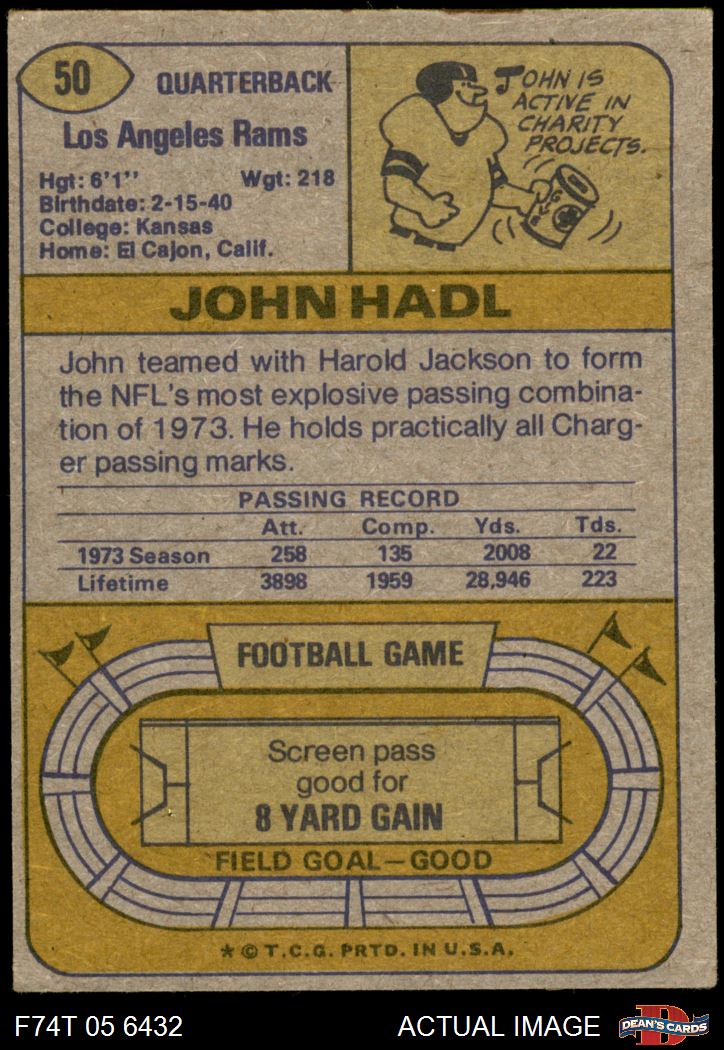 50
QUARTERBACK
Los Angeles Rams
Hgt: 6'1'' Wgt: 218
Birthdate: 2-15-40
College: Kansas
Home: El Cajon, Calif.
JOHN IS
ACTIVE IN
CHARITY
PROJECTS.
JOHN HADL
John teamed with Harold Jackson to form
the NFL's most explosive passing combina-
tion of 1973. He holds practically all Charg-
er passing marks.
PASSING RECORD
Att. Comp. Yds. Tds.
1973 Season 258 135 2008 22
Lifetime 3898 1959 28,946 223
FOOTBALL GAME
Screen pass
good for
8 YARD GAIN
FIELD GOAL—GOOD
* © T.C.G. PRTD. IN U.S.A.
F74T 05 6432 ACTUAL IMAGE
D
DEAN'S CARDS